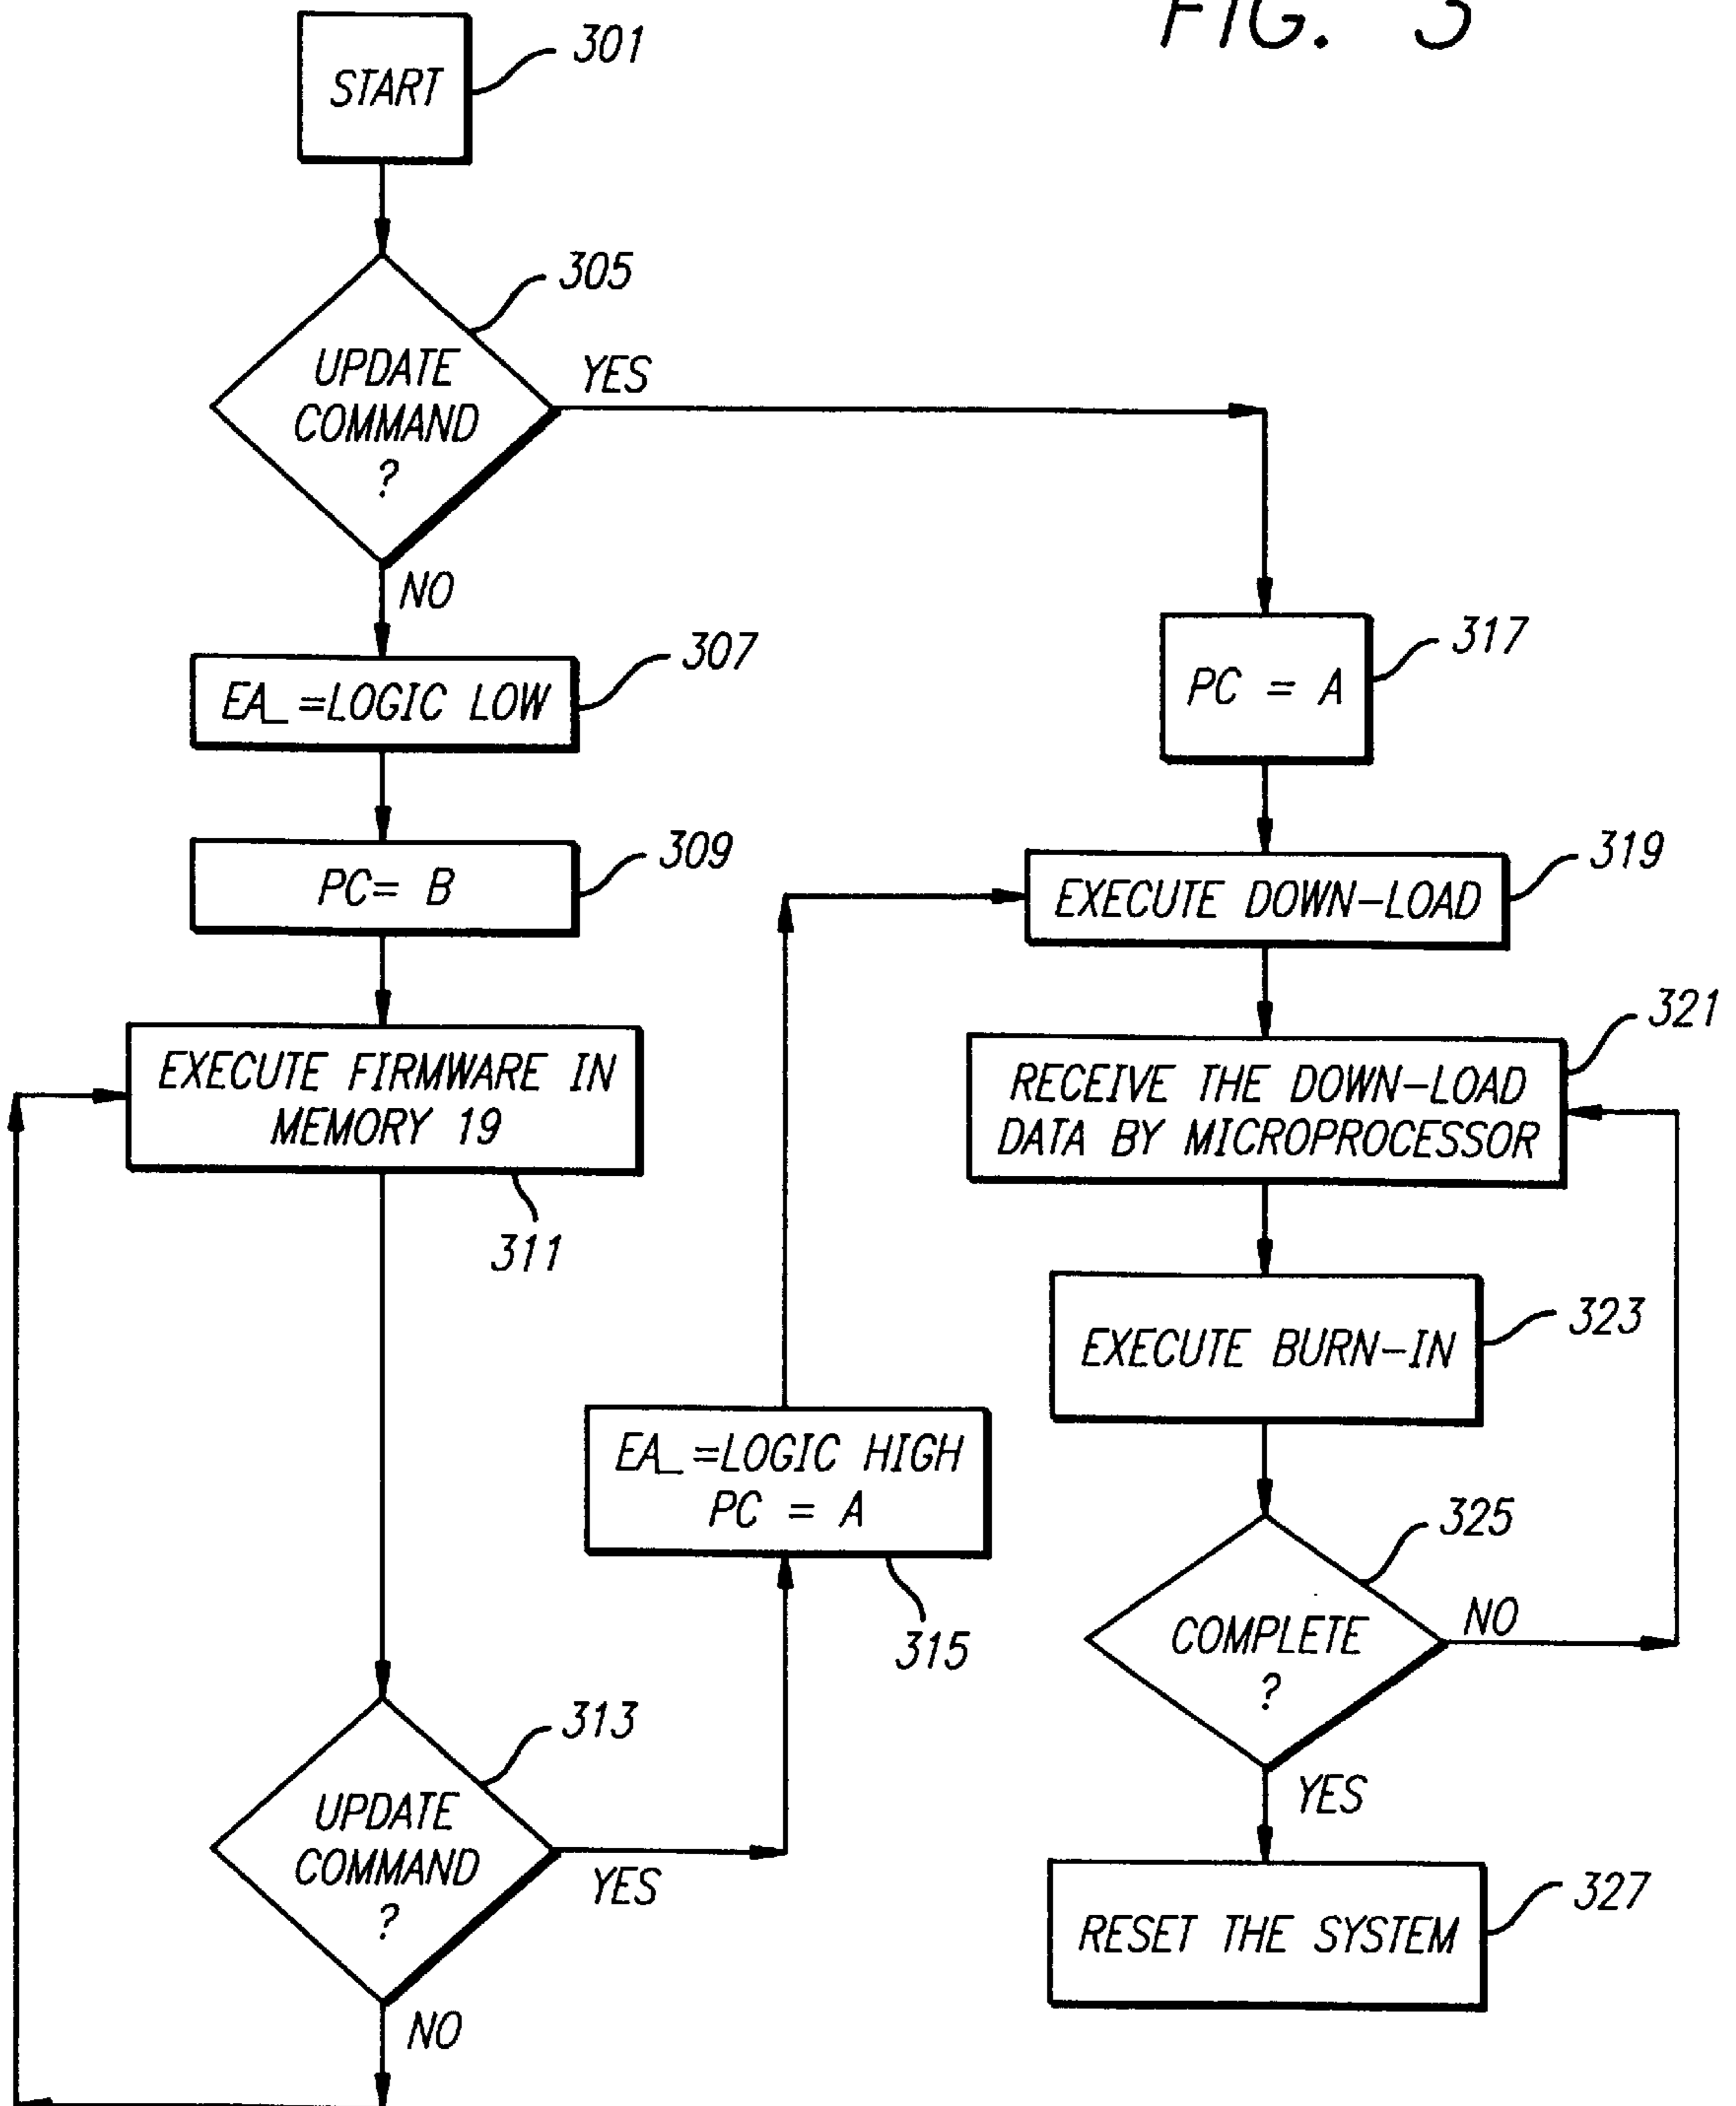 FIG. 3
START
301
305
UPDATE
COMMAND
?
YES
NO
EA_=LOGIC LOW
307
PC = A
317
PC= B
309
EXECUTE DOWN-LOAD
319
EXECUTE FIRMWARE IN
MEMORY 19
311
RECEIVE THE DOWN-LOAD
DATA BY MICROPROCESSOR
321
EXECUTE BURN-IN
323
EA_=LOGIC HIGH
PC = A
315
325
COMPLETE
?
NO
YES
313
UPDATE
COMMAND
?
YES
NO
RESET THE SYSTEM
327